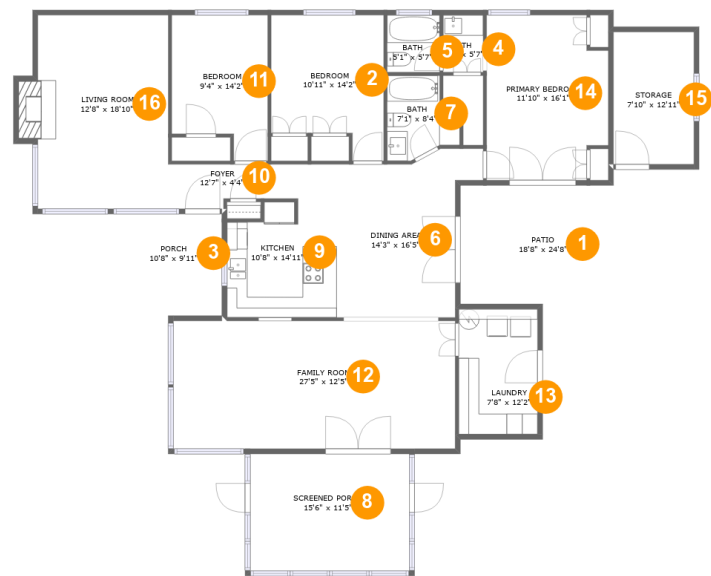 LIVING ROOM
12'8" x 18'10"
16
BEDROOM
9'4" x 14'2"
11
BEDROOM
10'11" x 14'2"
2
BATH
5'1" x 5'7"
5
x 5'7"
4
BATH
7'1" x 8'4"
7
PRIMARY BEDRO
11'10" x 16'1"
14
STORAGE
7'10" x 12'11"
15
FOYER
12'7" x 4'4"
10
PORCH
10'8" x 9'11"
3
KITCHEN
10'8" x 14'11"
9
DINING AREA
14'3" x 16'5"
6
PATIO
18'8" x 24'8"
1
FAMILY ROOM
27'5" x 12'5"
12
LAUNDRY
7'8" x 12'2"
13
SCREENED POR
15'6" x 11'5"
8